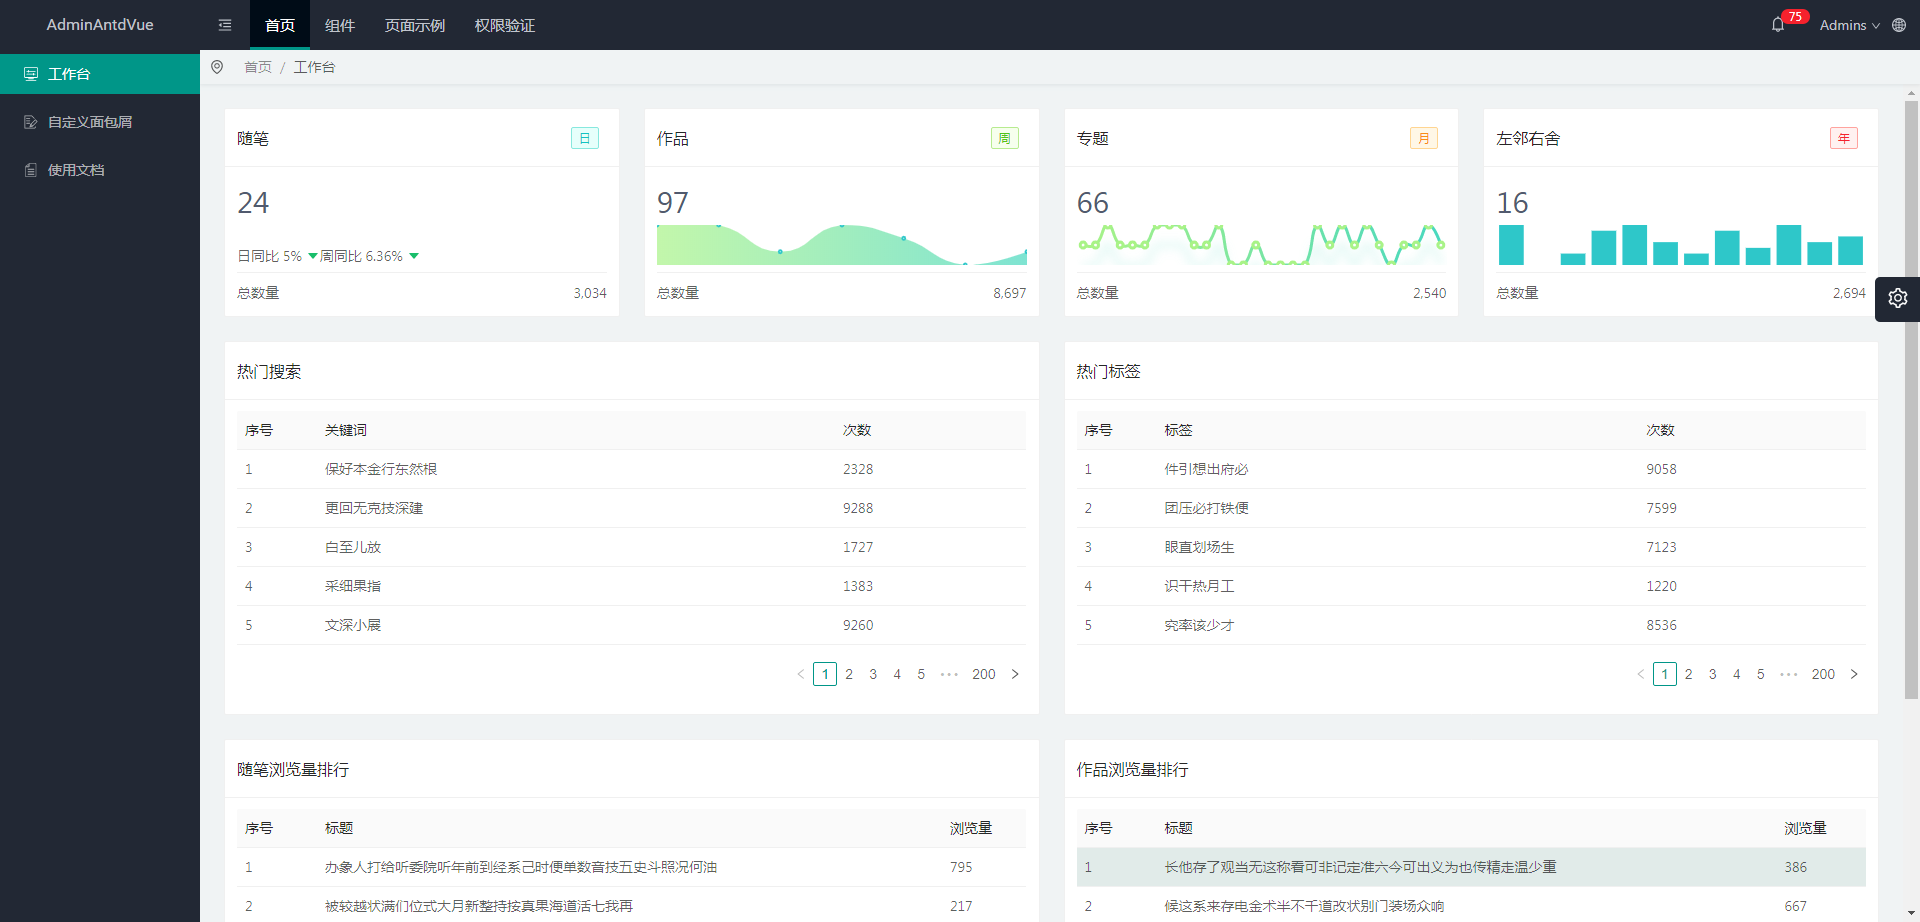 AdminAntdVue
首页 组件 页面示例 权限验证
75
Admins
工作台
自定义面包屑
使用文档
首页 / 工作台
随笔 日
24
日同比 5% 周同比 6.36%
总数量 3,034
作品 周
97
总数量 8,697
专题 月
66
总数量 2,540
左邻右舍 年
16
总数量 2,694
热门搜索
序号 关键词 次数
1 保好本金行东然根 2328
2 更回无克技深建 9288
3 白至儿放 1727
4 采细果指 1383
5 文深小展 9260
1 2 3 4 5 ••• 200
热门标签
序号 标签 次数
1 件引想出府必 9058
2 团压必打铁便 7599
3 眼直划场生 7123
4 识干热月工 1220
5 究率该少才 8536
1 2 3 4 5 ••• 200
随笔浏览量排行
序号 标题 浏览量
1 办象人打给听委院听年前到经系己时便单数音技五史斗照况何油 795
2 被较越状满们位式大月新整持按真果海道活七我再 217
作品浏览量排行
序号 标题 浏览量
1 长他存了观当无这称看可非记定准六今可出义为也传精走温少重 386
2 候这系来存电金术半不千道改状别门装场众响 667